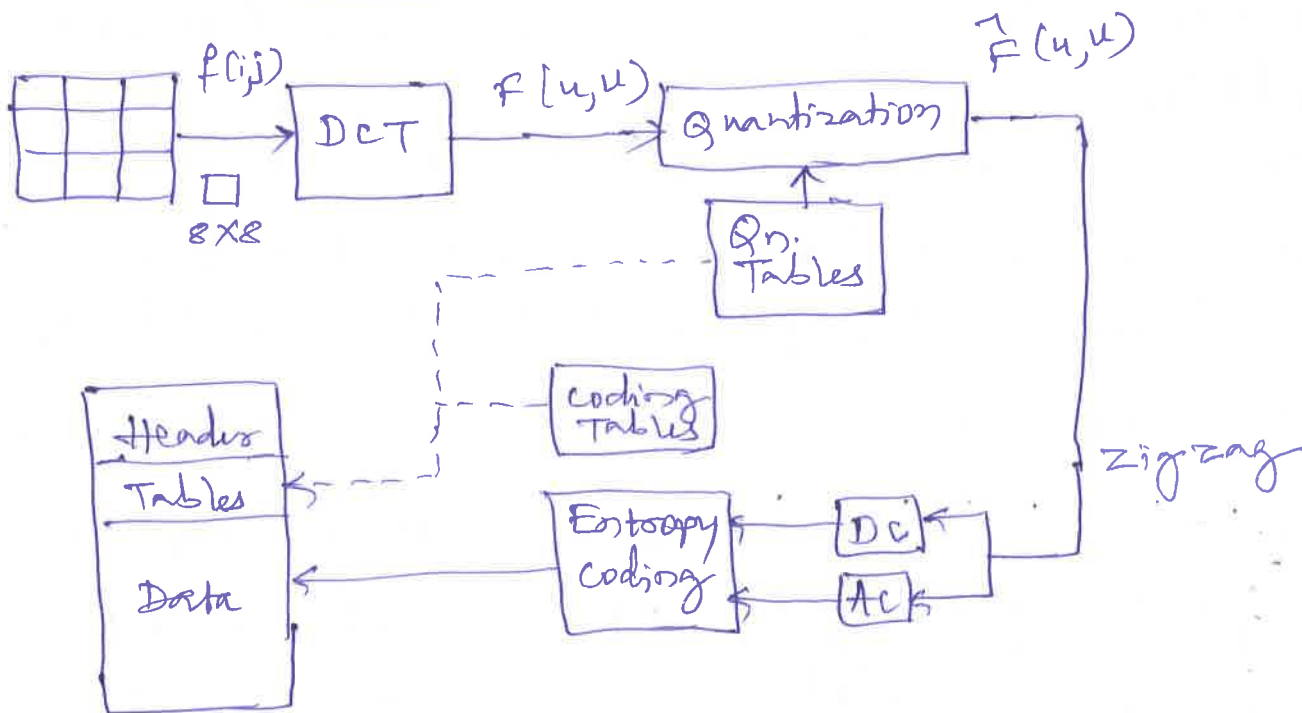 f(i,j)
8X8
DCT
F(u,u)
Quantization
F̂(u,u)
Qn.
Tables
Coding
Tables
Header
Tables
Data
Entropy
Coding
DC
AC
Zigzag